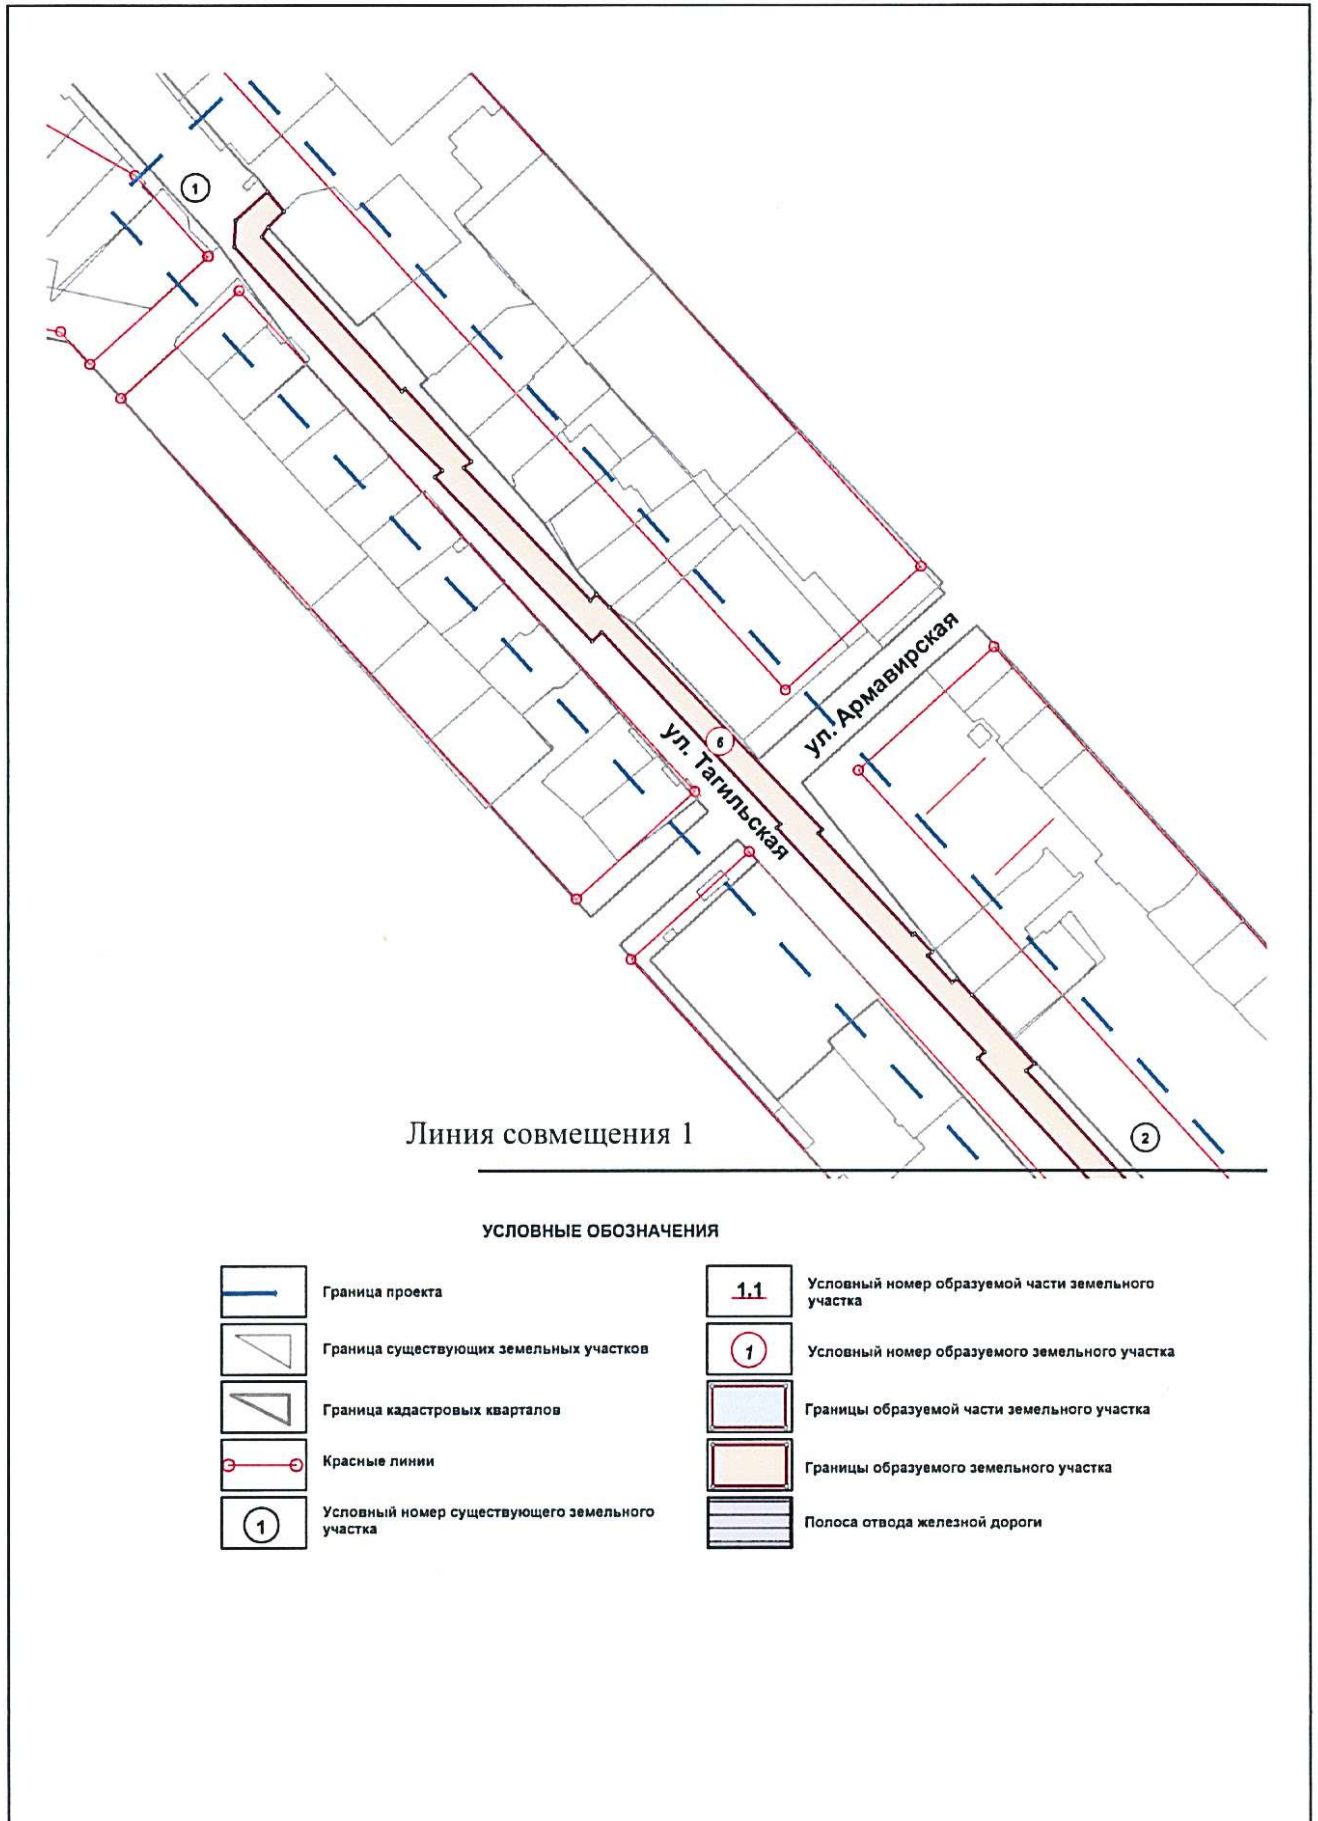 1
ул. Армавирская
6
ул. Тагильская
2
Линия совмещения 1
УСЛОВНЫЕ ОБОЗНАЧЕНИЯ
Граница проекта
Граница существующих земельных участков
Граница кадастровых кварталов
Красные линии
1
Условный номер существующего земельного
участка
1.1
Условный номер образуемой части земельного
участка
1
Условный номер образуемого земельного участка
Границы образуемой части земельного участка
Границы образуемого земельного участка
Полоса отвода железной дороги